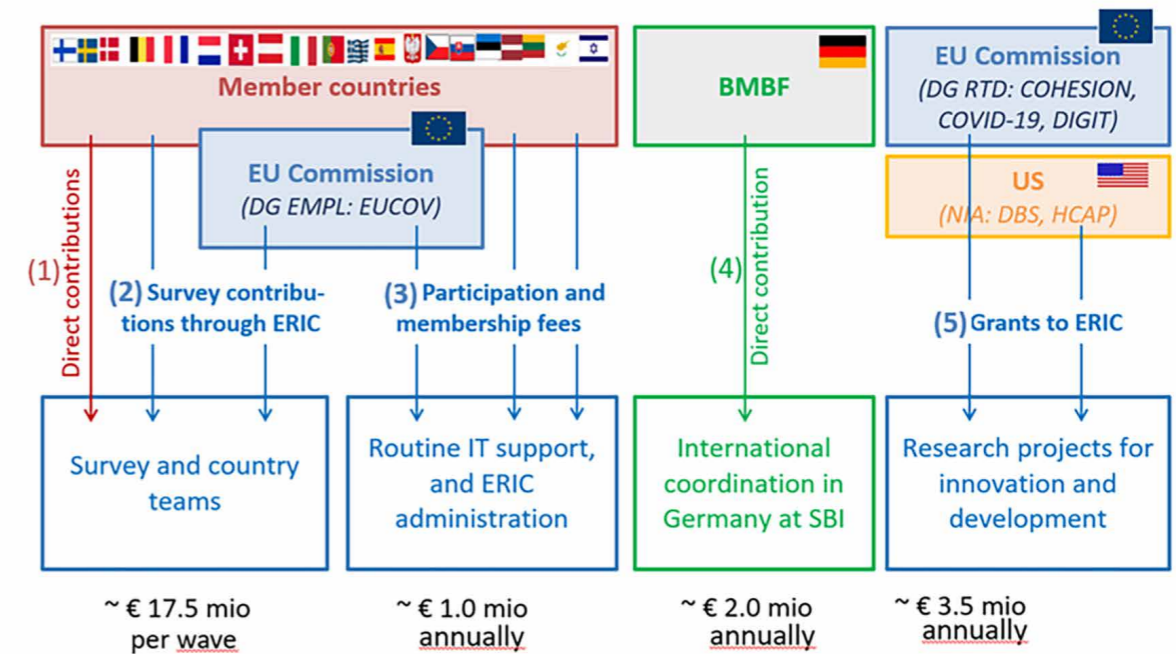 Member countries
BMBF
EU Commission
(DG RTD: COHESION,
COVID-19, DIGIT)
EU Commission
(DG EMPL: EUCOV)
US
(NIA: DBS, HCAP)
(1)
Direct contributions
(2) Survey contribu-
tions through ERIC
(3) Participation and
membership fees
(4)
Direct contribution
(5) Grants to ERIC
Survey and country
teams
Routine IT support,
and ERIC
administration
International
coordination in
Germany at SBI
Research projects for
innovation and
development
~ € 17.5 mio
per wave
~ € 1.0 mio
annually
~ € 2.0 mio
annually
~ € 3.5 mio
annually